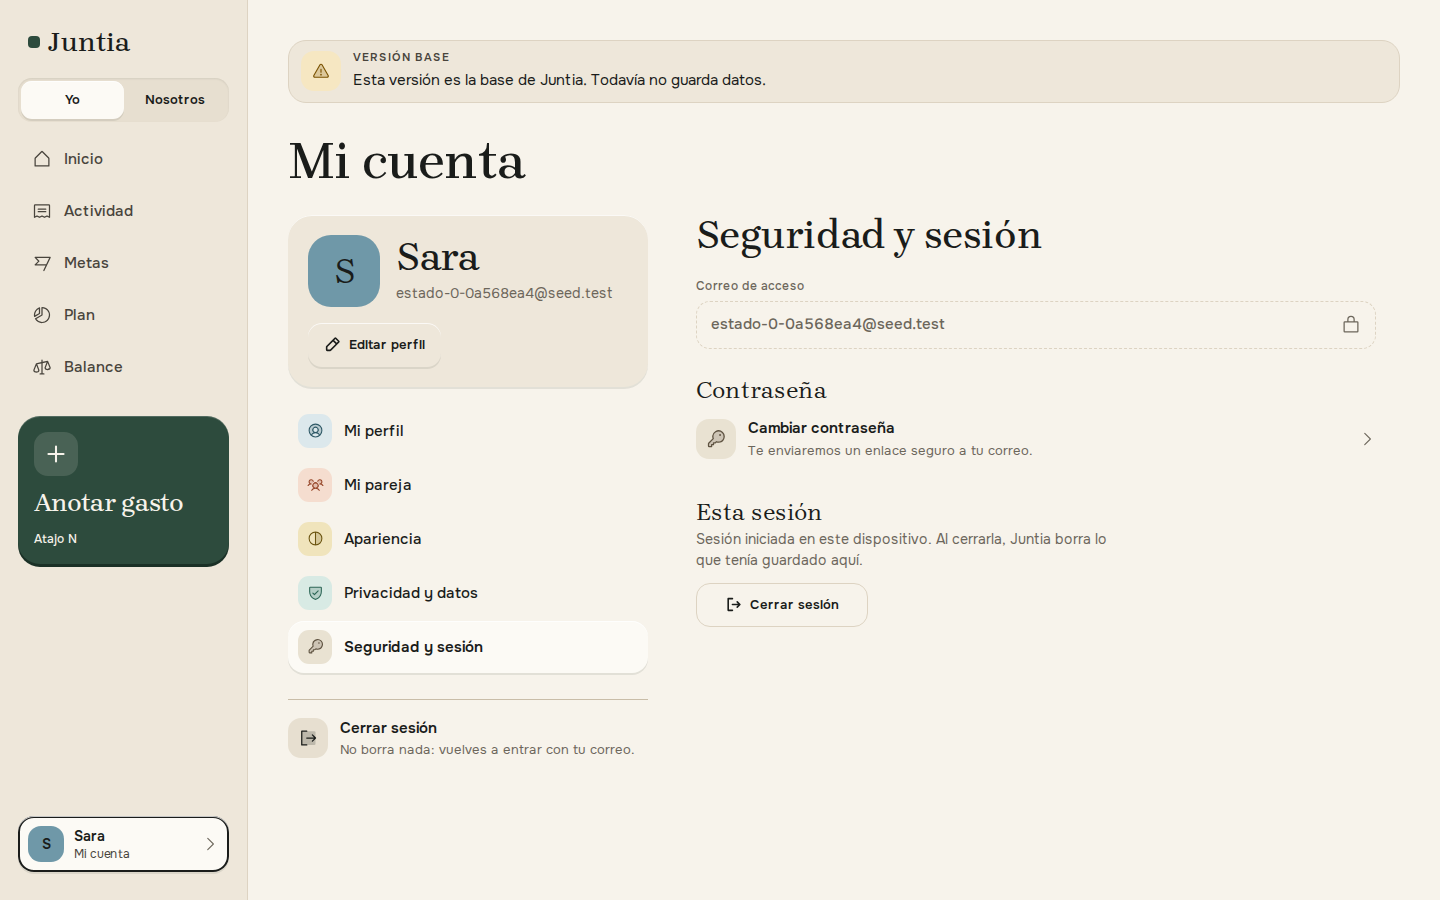 Juntia
Yo
Nosotros
Inicio
Actividad
Metas
Plan
Balance
Anotar gasto
Atajo N
S
Sara
Mi cuenta
VERSIÓN BASE
Esta versión es la base de Juntia. Todavía no guarda datos.
Mi cuenta
S
Sara
estado-0-0a568ea4@seed.test
Editar perfil
Mi perfil
Mi pareja
Apariencia
Privacidad y datos
Seguridad y sesión
Cerrar sesión
No borra nada: vuelves a entrar con tu correo.
Seguridad y sesión
Correo de acceso
estado-0-0a568ea4@seed.test
Contraseña
Cambiar contraseña
Te enviaremos un enlace seguro a tu correo.
Esta sesión
Sesión iniciada en este dispositivo. Al cerrarla, Juntia borra lo
que tenía guardado aquí.
Cerrar sesión